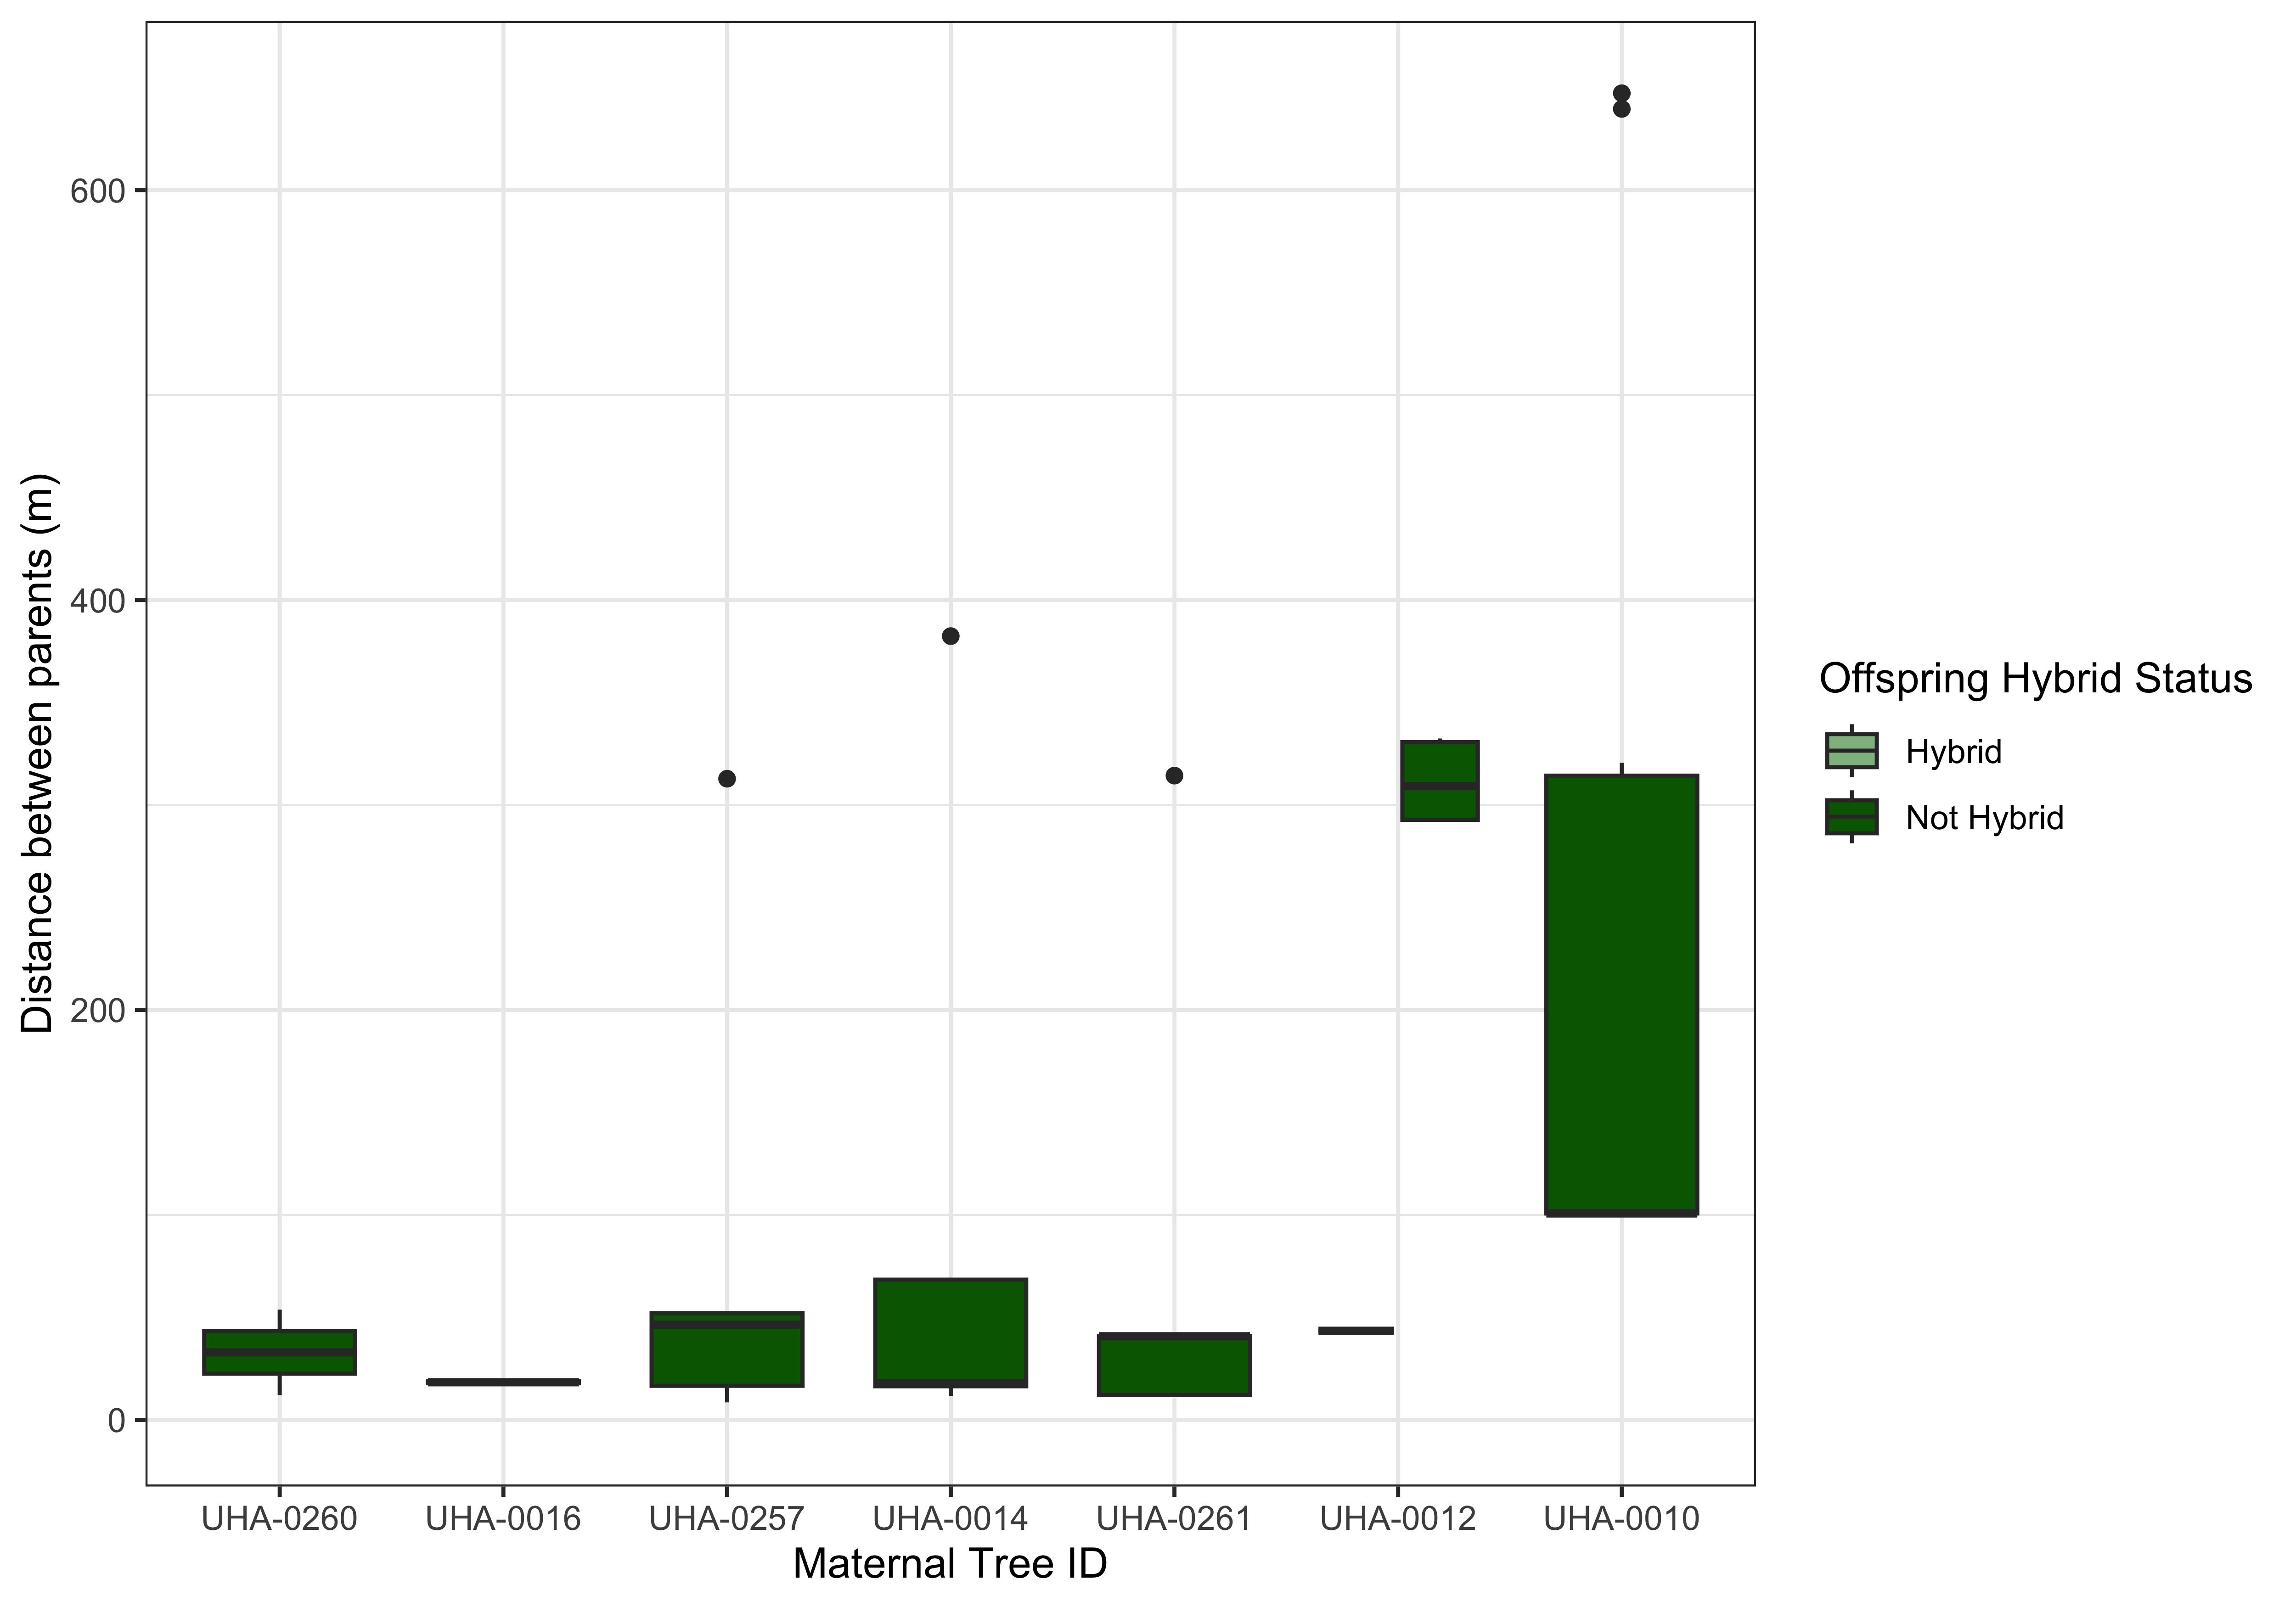 Distance between parents (m)
600
400
200
0
UHA-0260 UHA-0016 UHA-0257 UHA-0014 UHA-0261 UHA-0012 UHA-0010
Maternal Tree ID
Offspring Hybrid Status
Hybrid
Not Hybrid